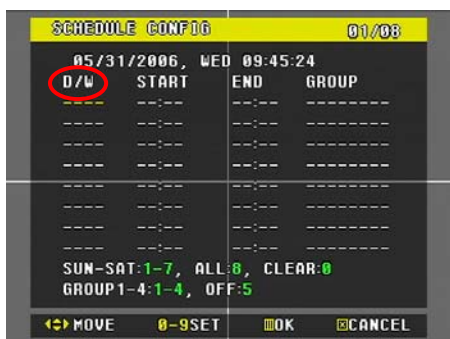 SCHEDULE CONFIG 01/08
05/31/2006, WED 09:45:24
D/W START END GROUP
---- --:-- --:-- --------
---- --:-- --:-- --------
---- --:-- --:-- --------
---- --:-- --:-- --------
---- --:-- --:-- --------
---- --:-- --:-- --------
---- --:-- --:-- --------
---- --:-- --:-- --------
SUN-SAT:1-7, ALL:8, CLEAR:0
GROUP1-4:1-4, OFF:5
MOVE 0-9SET OK CANCEL